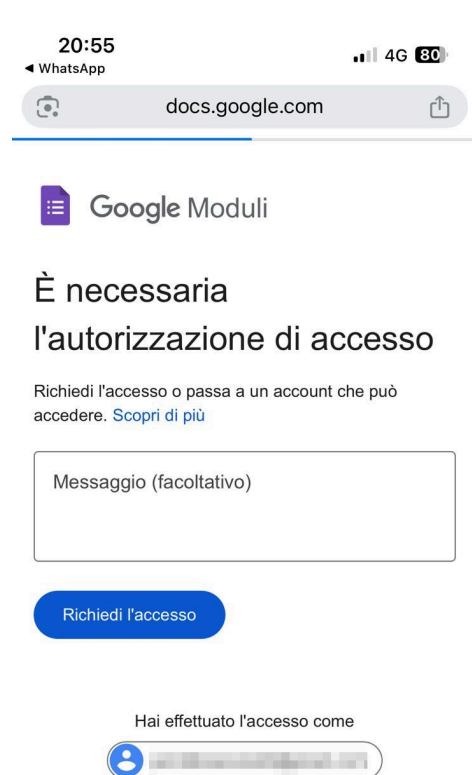 20:55
4G 80
◀ WhatsApp
docs.google.com
Google Moduli
È necessaria
l'autorizzazione di accesso
Richiedi l'accesso o passa a un account che può
accedere. Scopri di più
Messaggio (facoltativo)
Richiedi l'accesso
Hai effettuato l'accesso come